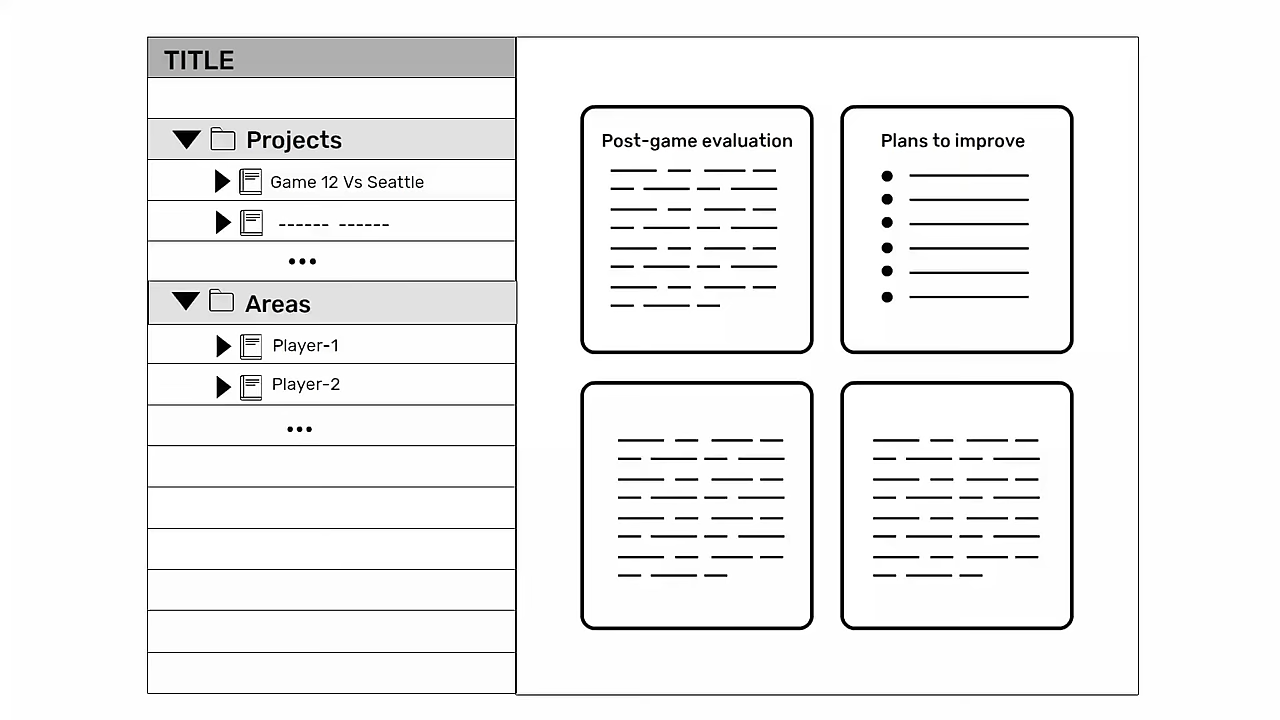 TITLE
Projects
Game 12 Vs Seattle
------ ------
•••
Areas
Player-1
Player-2
•••
Post-game evaluation
Plans to improve